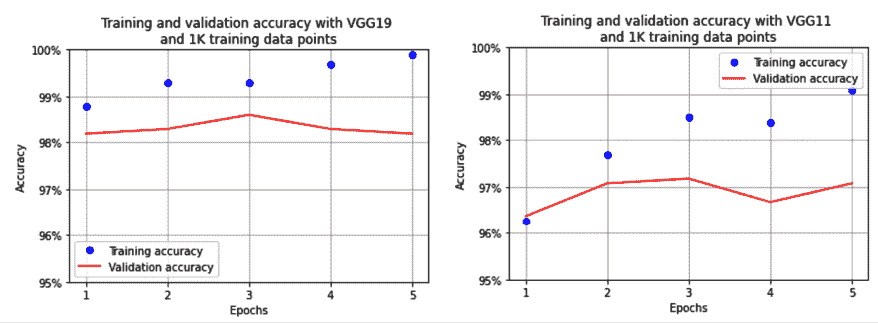 Training and validation accuracy with VGG19
and 1K training data points
100%
99%
98%
97%
96%
95%
Accuracy
Training accuracy
Validation accuracy
1 2 3 4 5
Epochs
Training and validation accuracy with VGG11
and 1K training data points
100%
99%
98%
97%
96%
95%
Accuracy
Training accuracy
Validation accuracy
1 2 3 4 5
Epochs